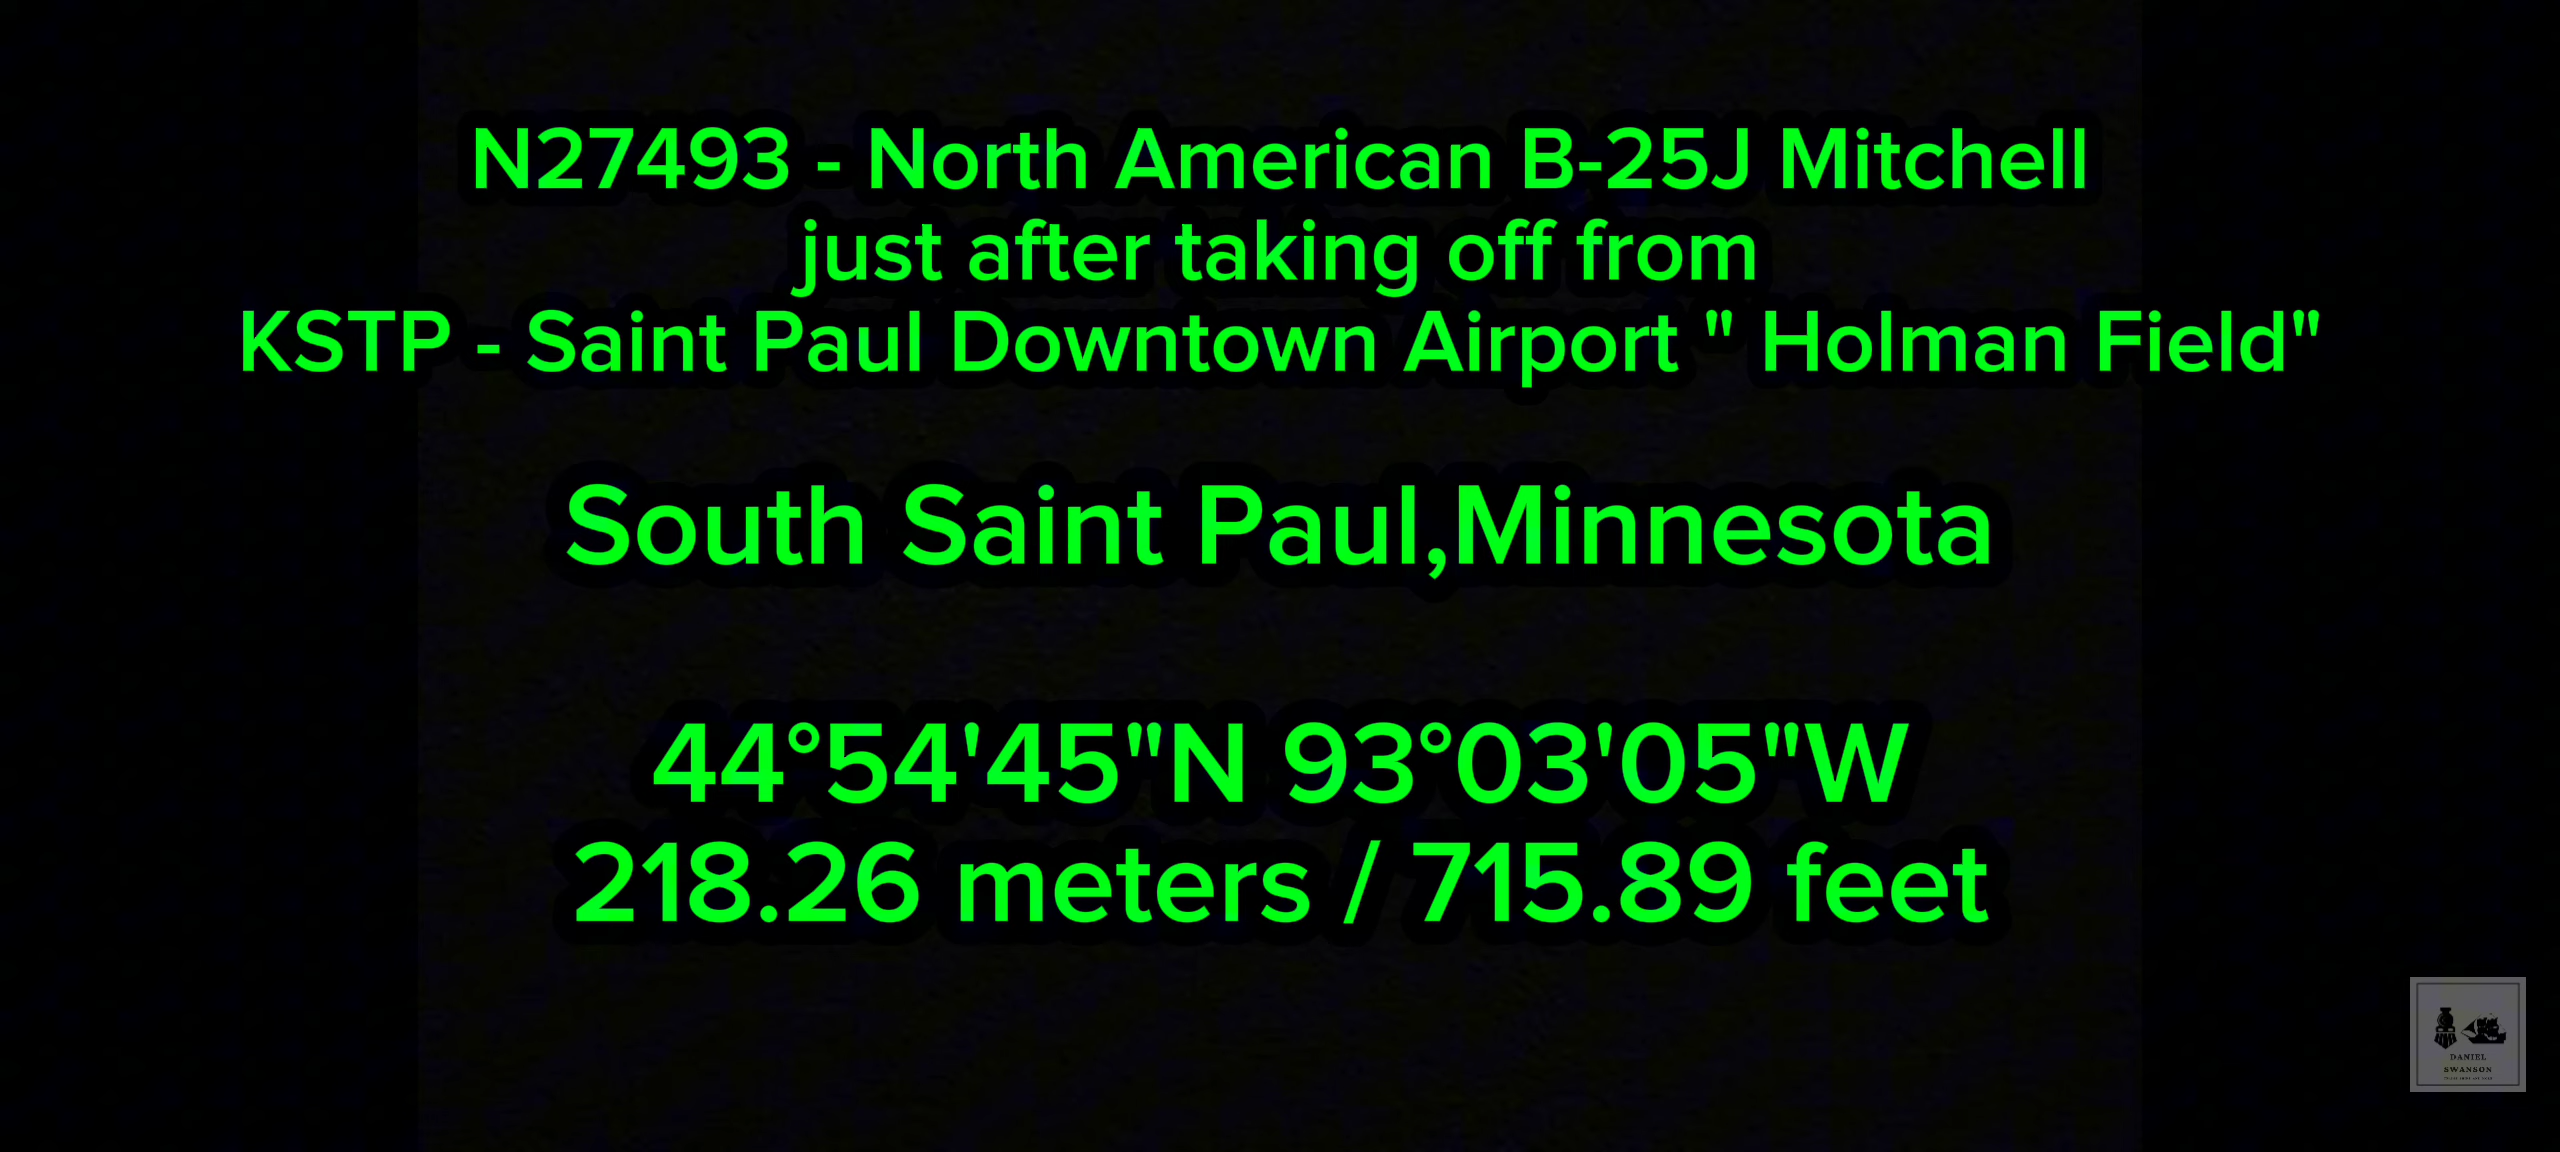 N27493 - North American B-25J Mitchell
just after taking off from
KSTP - Saint Paul Downtown Airport " Holman Field"
South Saint Paul,Minnesota
44°54'45"N 93°03'05"W
218.26 meters / 715.89 feet
DANIEL
SWANSON